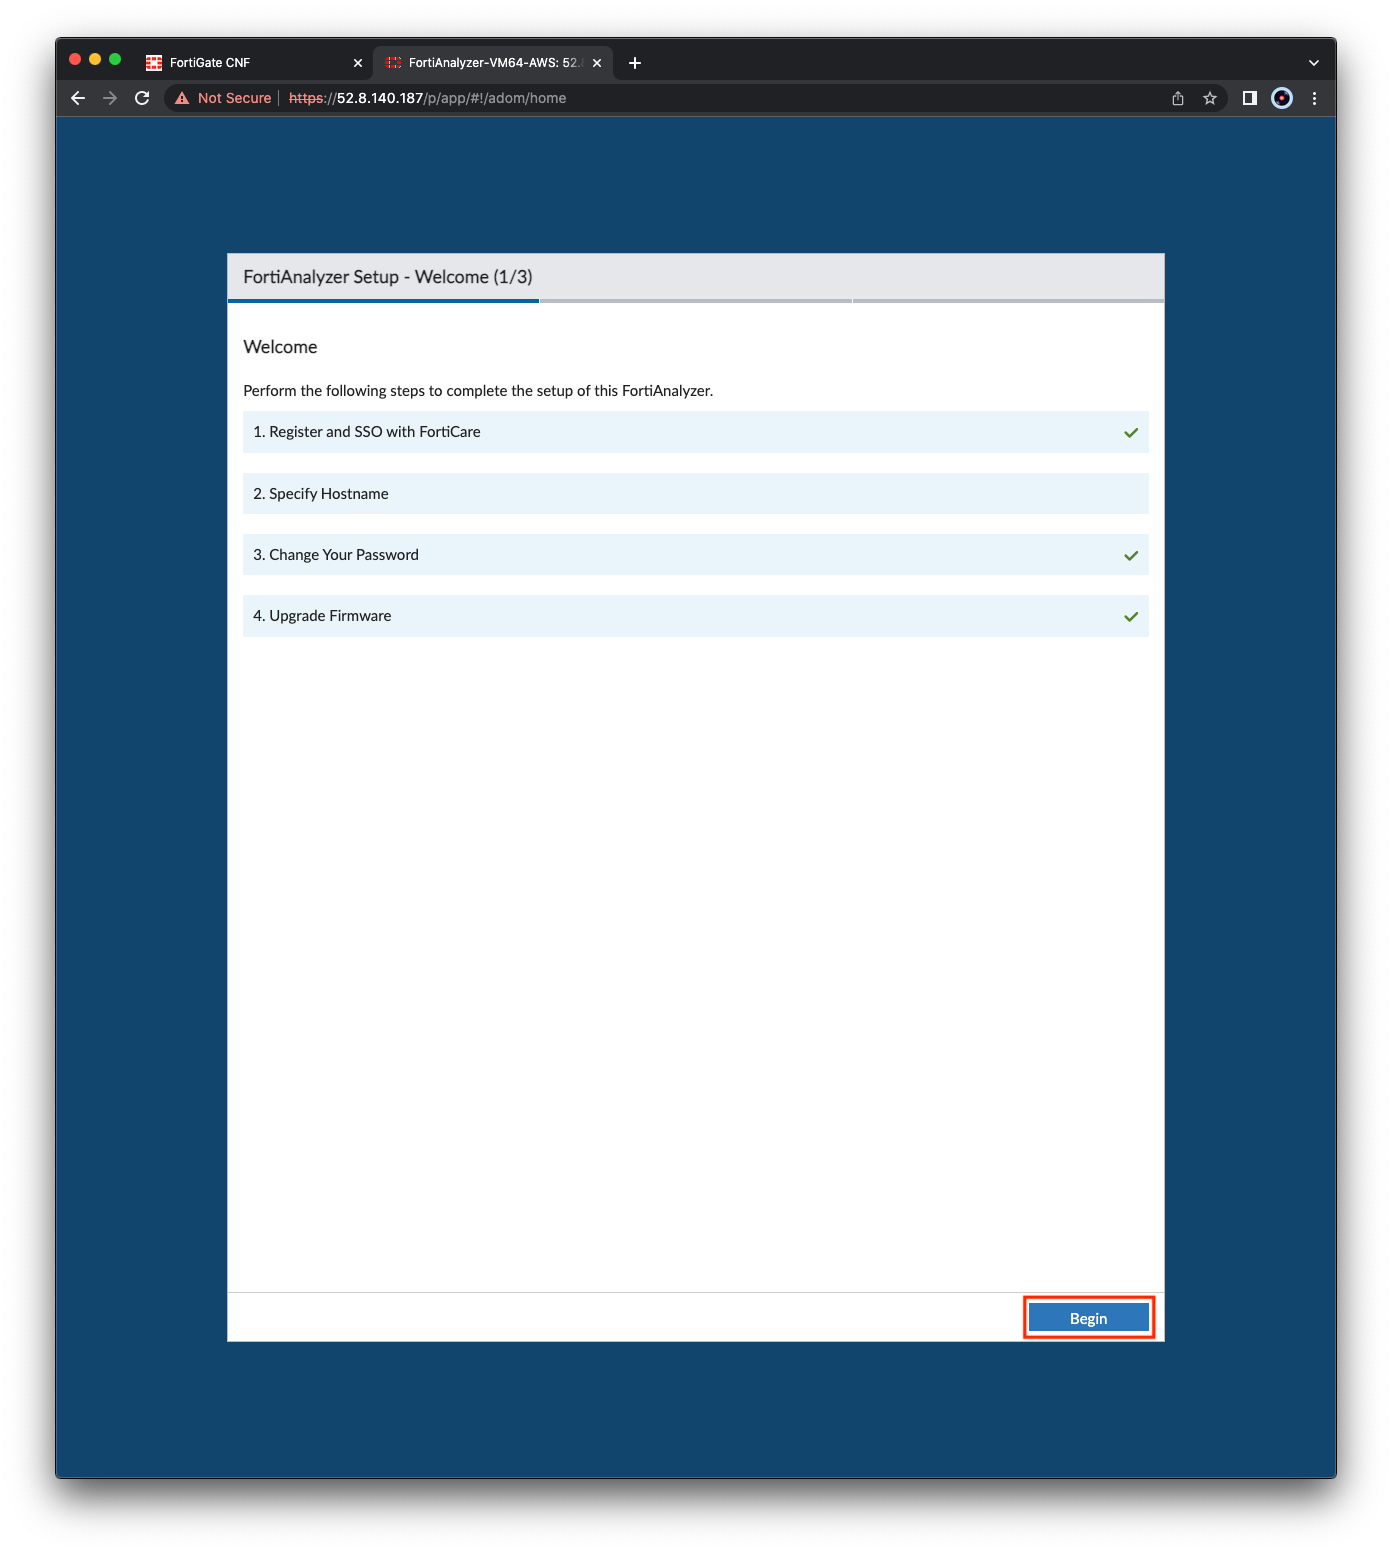 FortiGate CNF
FortiAnalyzer-VM64-AWS: 52.
Not Secure
https://52.8.140.187/p/app/#!/adom/home
FortiAnalyzer Setup - Welcome (1/3)
Welcome
Perform the following steps to complete the setup of this FortiAnalyzer.
1. Register and SSO with FortiCare
2. Specify Hostname
3. Change Your Password
4. Upgrade Firmware
Begin